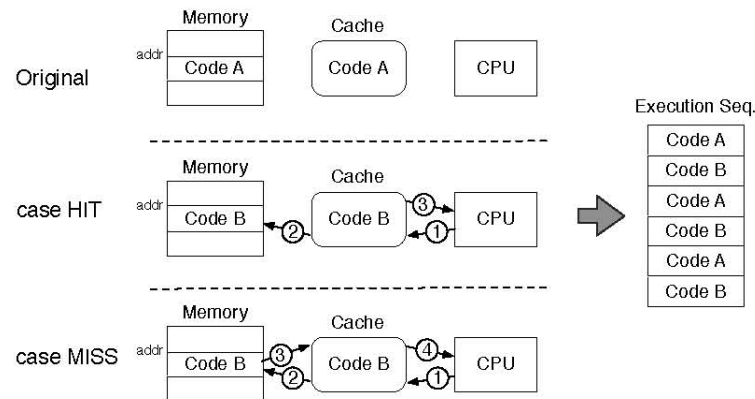 Memory
Cache
addr
Code A
Code A
CPU
Original
Execution Seq.
Code A
Code B
Code A
Code B
Code A
Code B
Memory
Cache
case HIT
addr
Code B
2
Code B
3
1
CPU
Memory
Cache
case MISS
addr
Code B
3
2
Code B
4
1
CPU